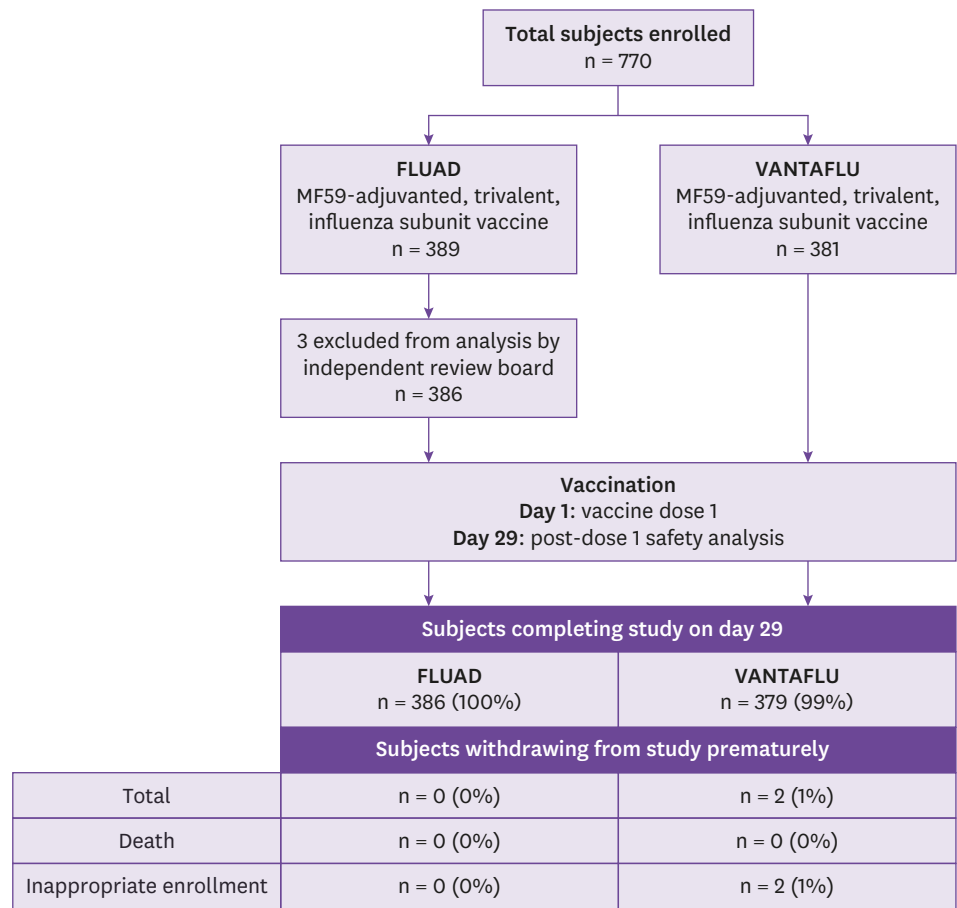 Total subjects enrolled
n = 770
FLUAD
MF59-adjuvanted, trivalent,
influenza subunit vaccine
n = 389
VANTAFLU
MF59-adjuvanted, trivalent,
influenza subunit vaccine
n = 381
3 excluded from analysis by
independent review board
n = 386
Vaccination
Day 1: vaccine dose 1
Day 29: post-dose 1 safety analysis
Subjects completing study on day 29
FLUAD
n = 386 (100%)
VANTAFLU
n = 379 (99%)
Subjects withdrawing from study prematurely
Total n = 0 (0%) n = 2 (1%)
Death n = 0 (0%) n = 0 (0%)
Inappropriate enrollment n = 0 (0%) n = 2 (1%)